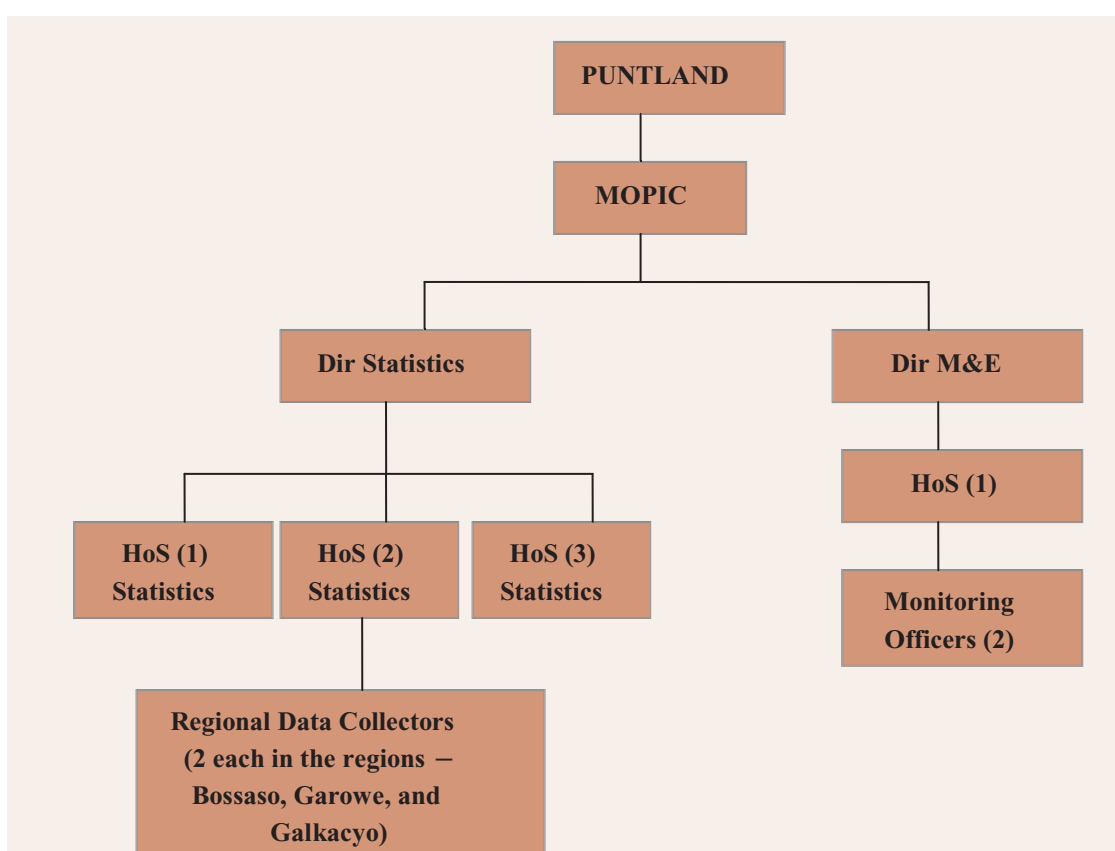 PUNTLAND
MOPIC
Dir Statistics
Dir M&E
HoS (1)
HoS (1)
Statistics
HoS (2)
Statistics
HoS (3)
Statistics
Monitoring
Officers (2)
Regional Data Collectors
(2 each in the regions –
Bossaso, Garowe, and
Galkacyo)